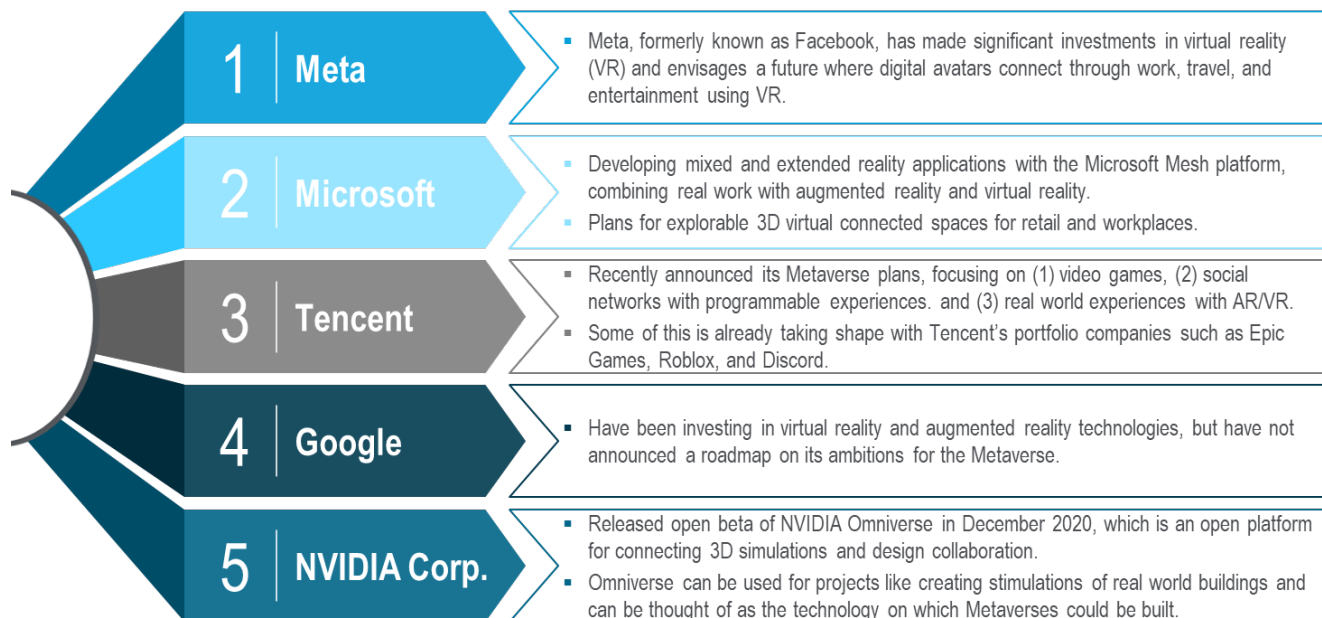 1 Meta
▪ Meta, formerly known as Facebook, has made significant investments in virtual reality
(VR) and envisages a future where digital avatars connect through work, travel, and
entertainment using VR.
2 Microsoft
▪ Developing mixed and extended reality applications with the Microsoft Mesh platform,
combining real work with augmented reality and virtual reality.
▪ Plans for explorable 3D virtual connected spaces for retail and workplaces.
3 Tencent
▪ Recently announced its Metaverse plans, focusing on (1) video games, (2) social
networks with programmable experiences. and (3) real world experiences with AR/VR.
▪ Some of this is already taking shape with Tencent’s portfolio companies such as Epic
Games, Roblox, and Discord.
4 Google
▪ Have been investing in virtual reality and augmented reality technologies, but have not
announced a roadmap on its ambitions for the Metaverse.
5 NVIDIA Corp.
▪ Released open beta of NVIDIA Omniverse in December 2020, which is an open platform
for connecting 3D simulations and design collaboration.
▪ Omniverse can be used for projects like creating stimulations of real world buildings and
can be thought of as the technology on which Metaverses could be built.